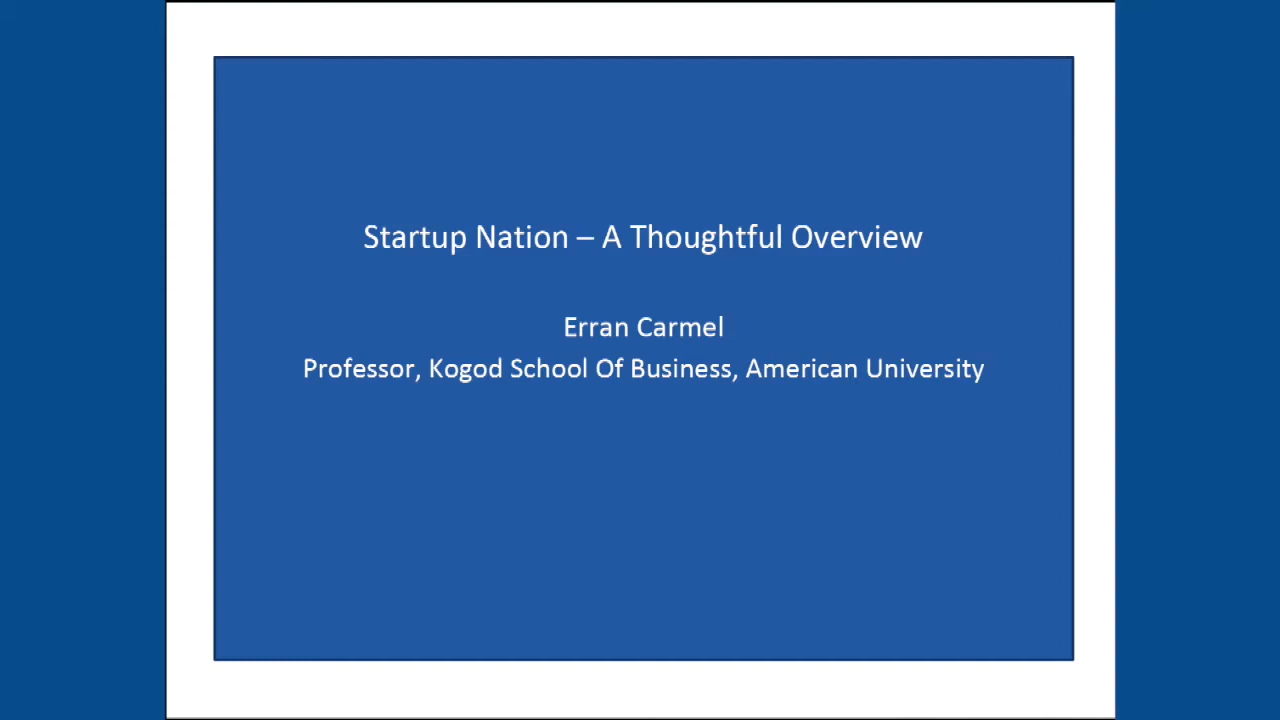 Startup Nation – A Thoughtful Overview
Erran Carmel
Professor, Kogod School Of Business, American University